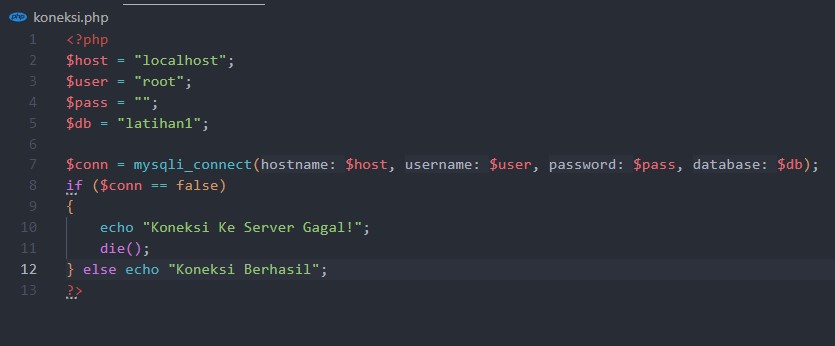 php koneksi.php
1 <?php
2 $host = "localhost";
3 $user = "root";
4 $pass = "";
5 $db = "latihan1";
6
7 $conn = mysqli_connect(hostname: $host, username: $user, password: $pass, database: $db);
8 if ($conn == false)
9 {
10     echo "Koneksi Ke Server Gagal!";
11     die();
12 } else echo "Koneksi Berhasil";
13 ?>